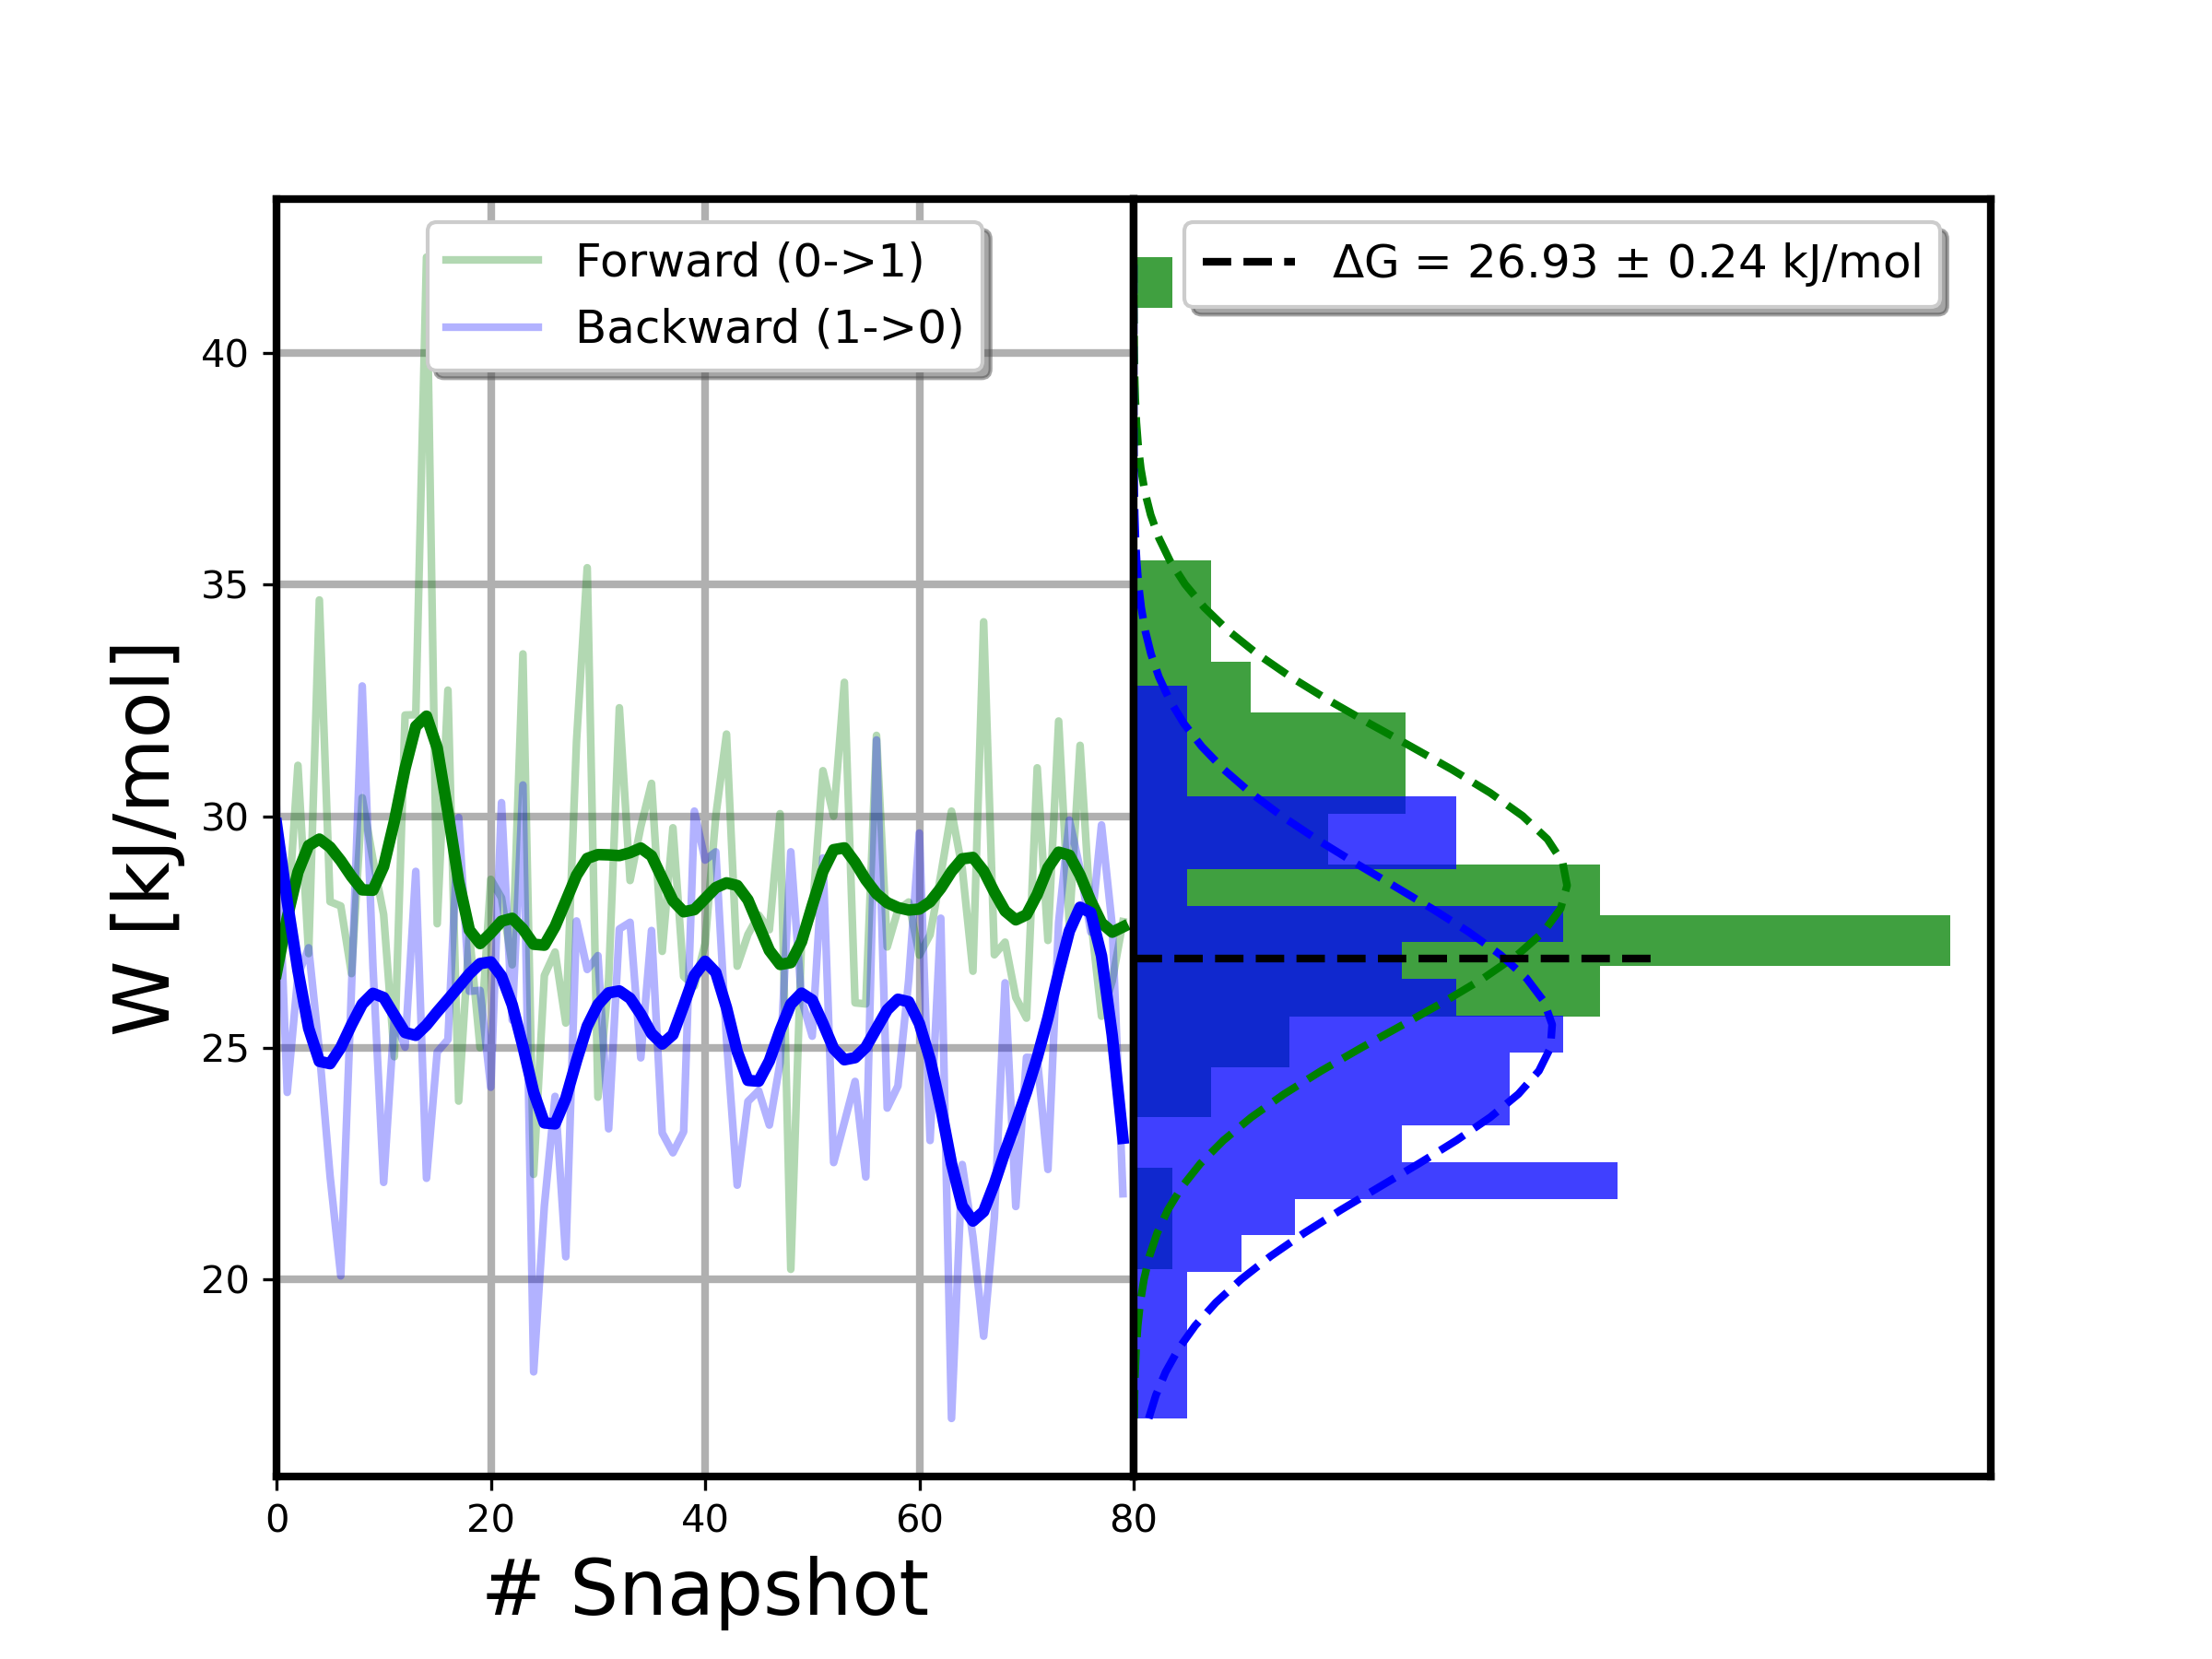 Forward (0->1)
Backward (1->0)
ΔG = 26.93 ± 0.24 kJ/mol
W [kJ/mol]
40
35
30
25
20
0 20 40 60 80
# Snapshot